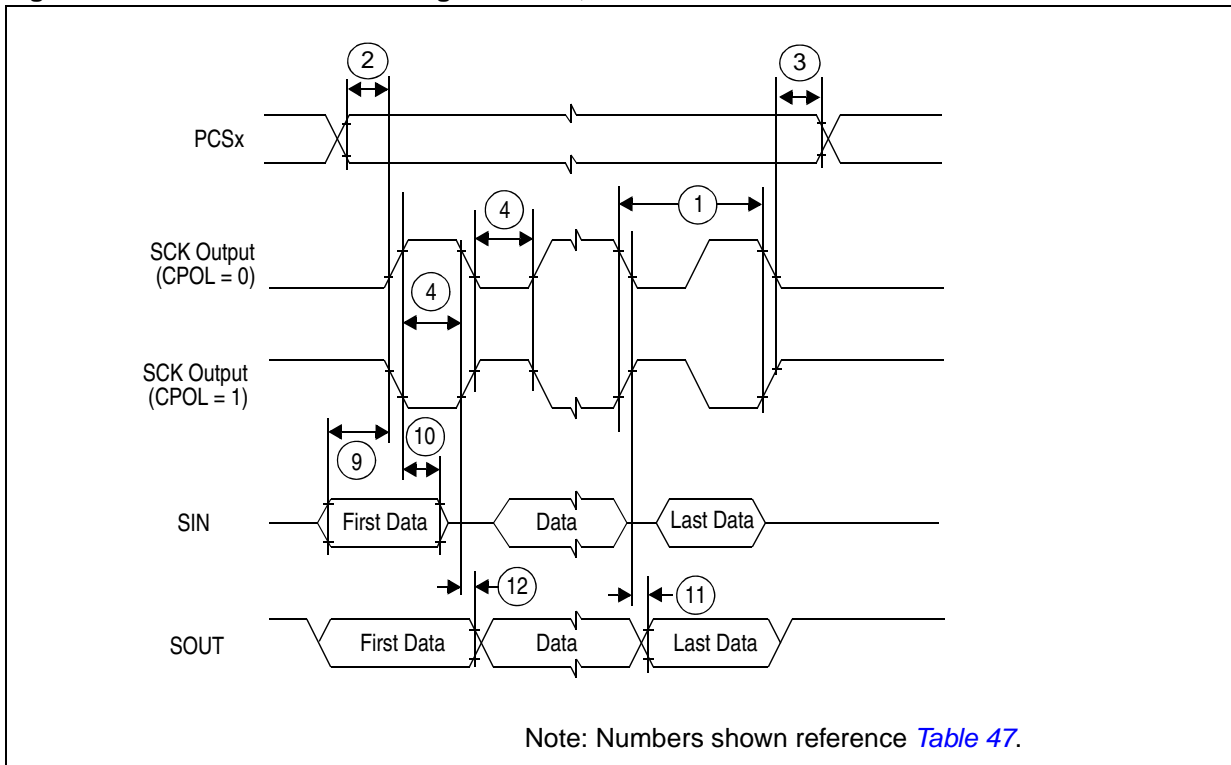 2
3
PCSx
1
4
SCK Output
(CPOL = 0)
4
SCK Output
(CPOL = 1)
10
9
SIN
First Data
Data
Last Data
12
11
SOUT
First Data
Data
Last Data
Note: Numbers shown reference Table 47.